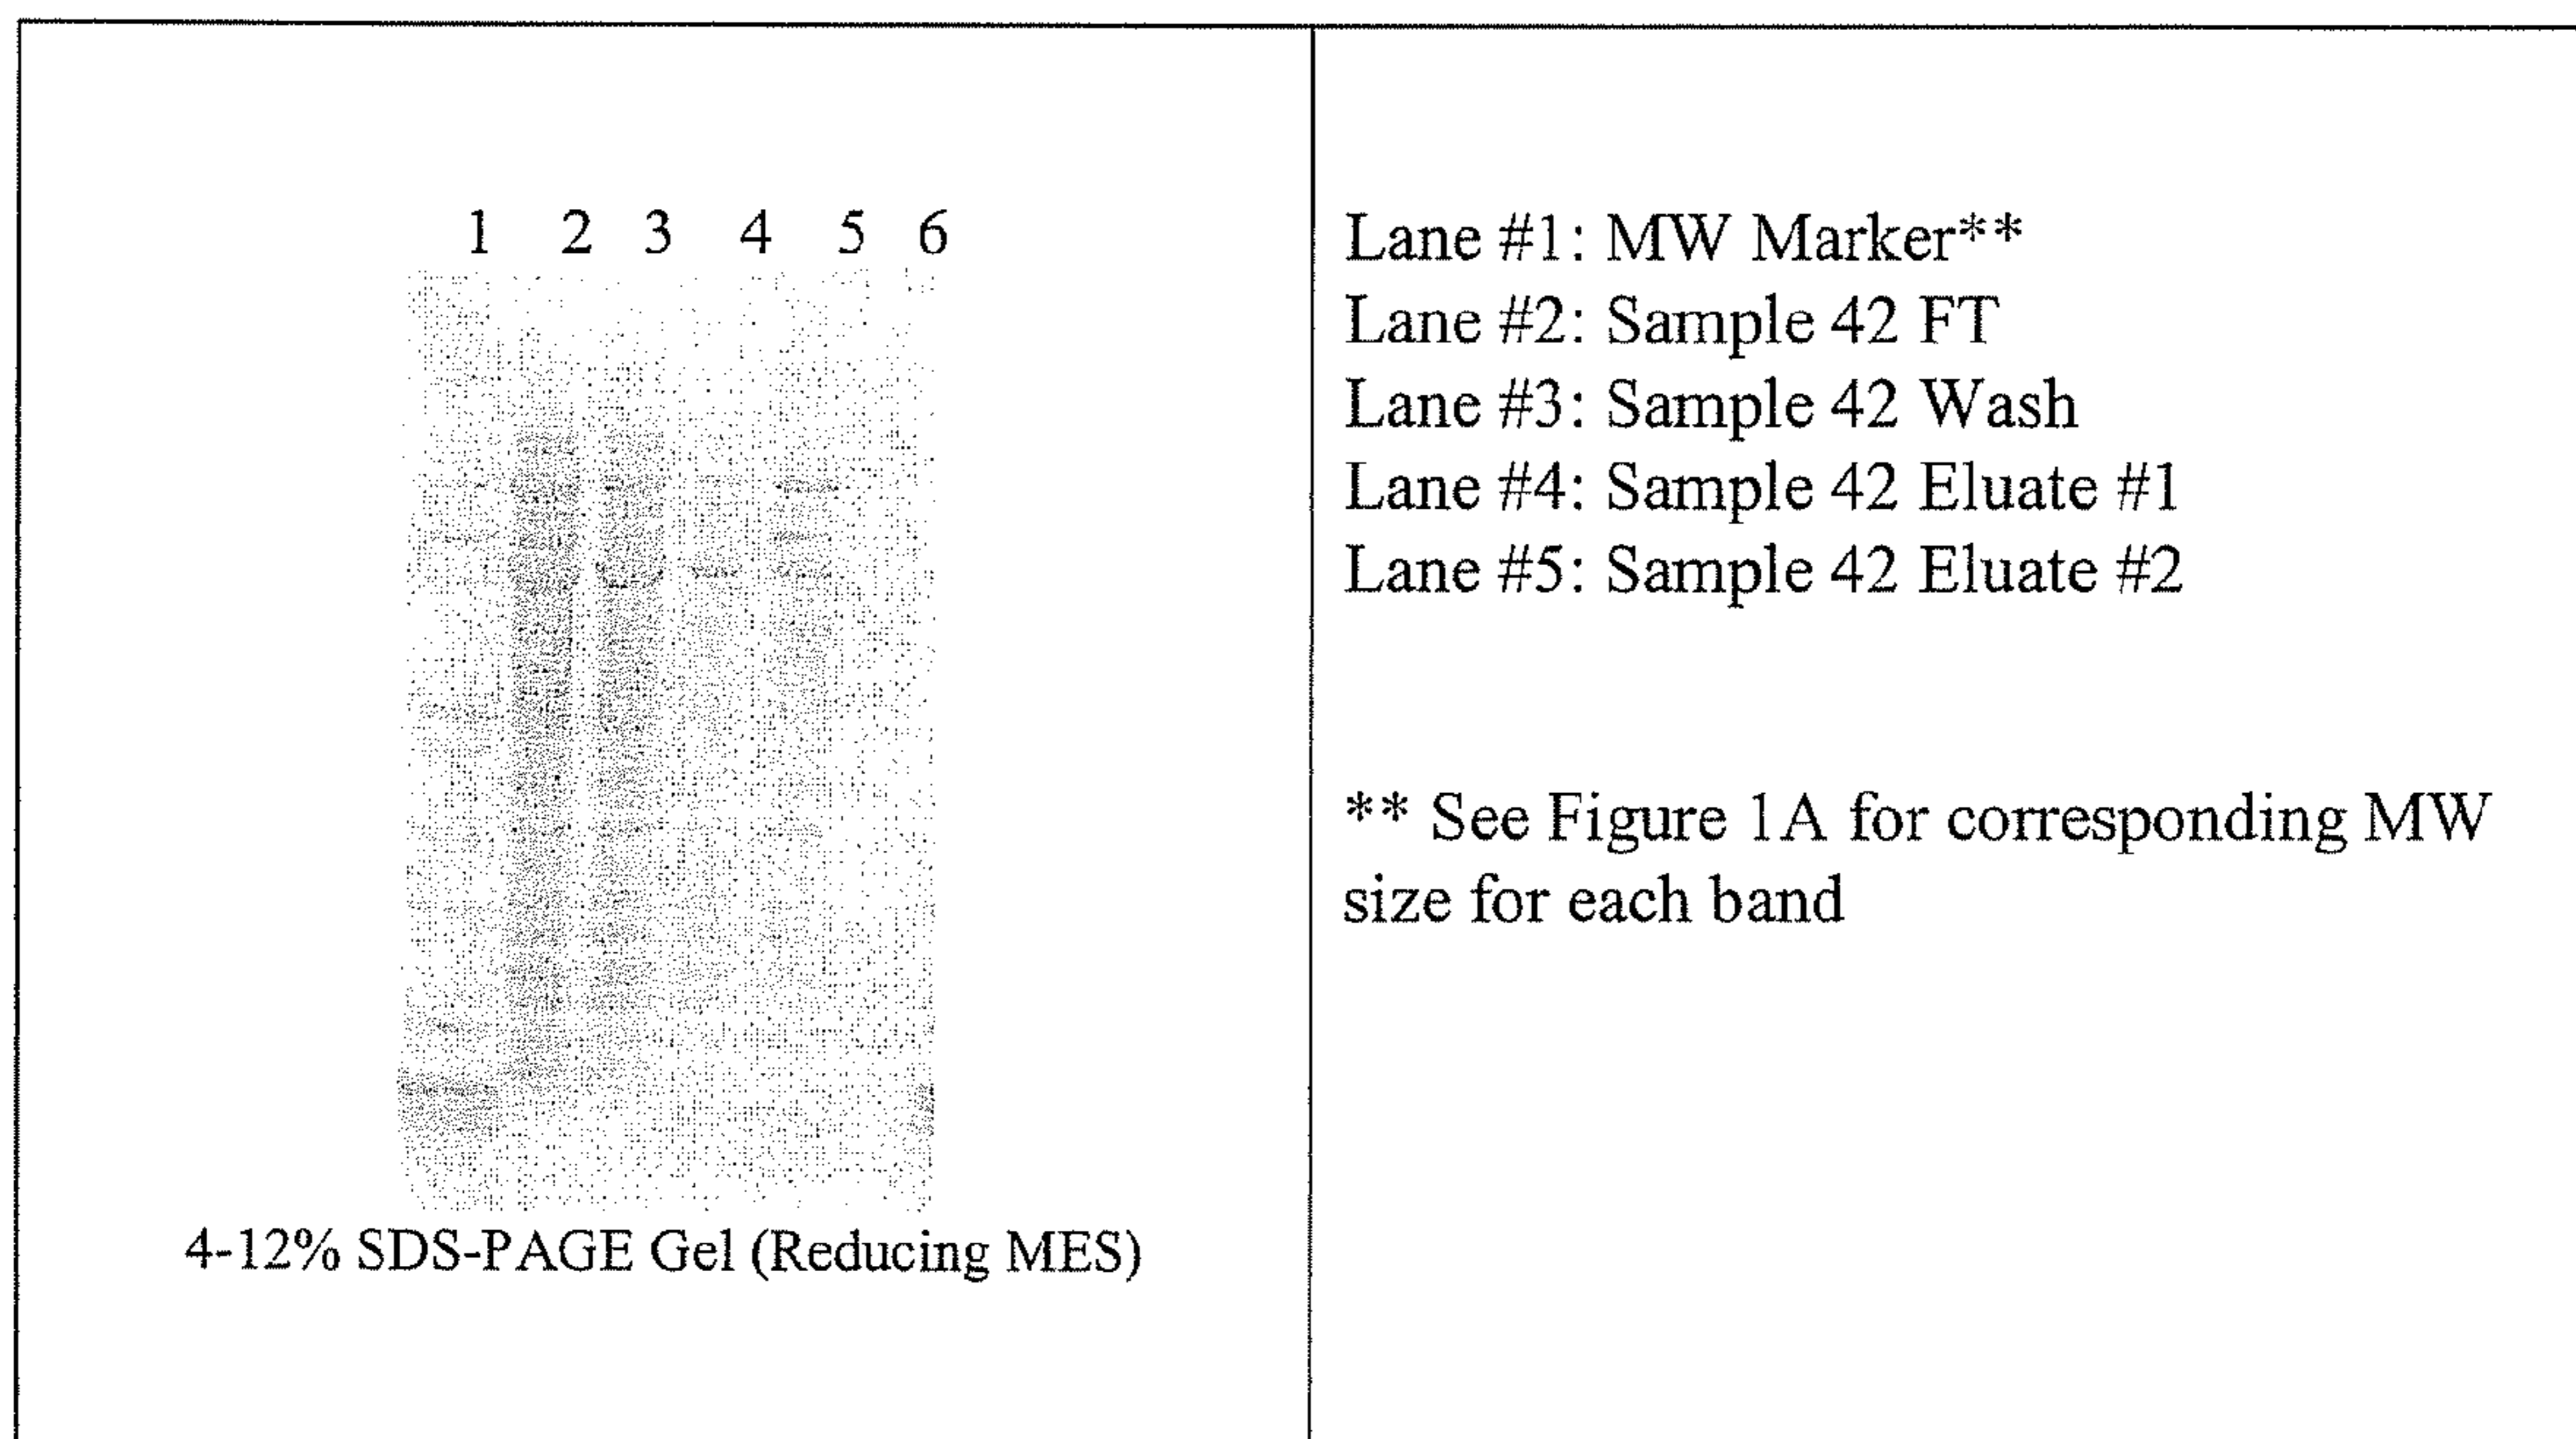 1 2 3 4 5 6
4-12% SDS-PAGE Gel (Reducing MES)
Lane #1: MW Marker**
Lane #2: Sample 42 FT
Lane #3: Sample 42 Wash
Lane #4: Sample 42 Eluate #1
Lane #5: Sample 42 Eluate #2
** See Figure 1A for corresponding MW
size for each band